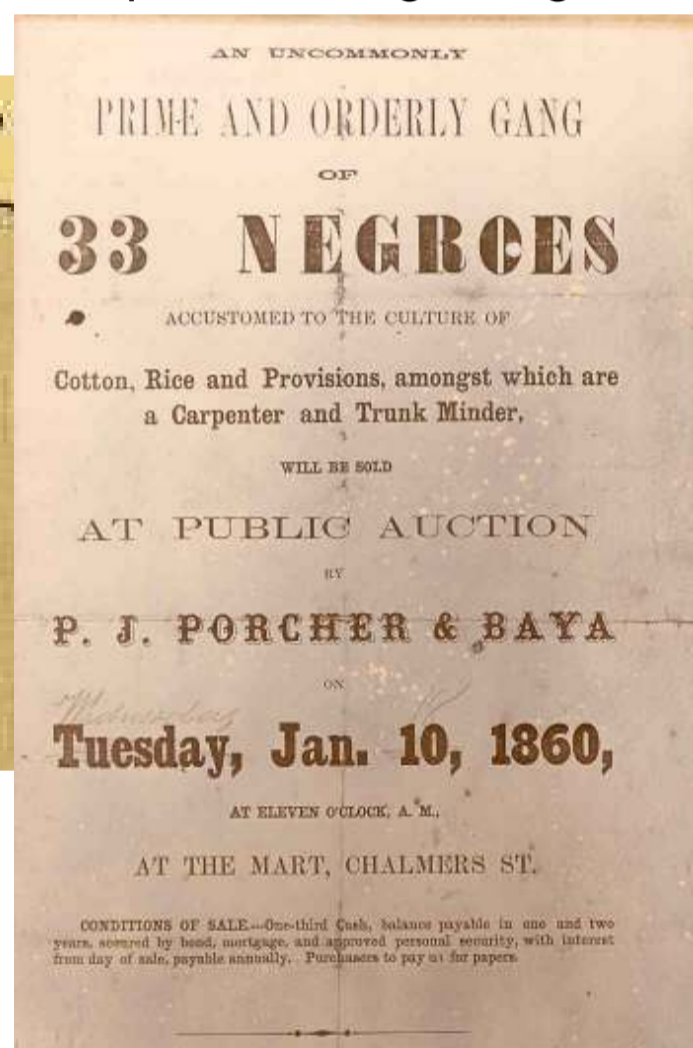 AN UNCOMMONLY
PRIME AND ORDERLY GANG
OF
33 NEGROES
ACCUSTOMED TO THE CULTURE OF
Cotton, Rice and Provisions, amongst which are
a Carpenter and Trunk Minder,
WILL BE SOLD
AT PUBLIC AUCTION
BY
P. J. PORCHER & BAYA
ON
Wednesday
Tuesday, Jan. 10, 1860,
AT ELEVEN O'CLOCK, A. M.,
AT THE MART, CHALMERS ST.
CONDITIONS OF SALE.—One-third Cash, balance payable in one and two
years, secured by bond, mortgage, and approved personal security, with interest
from day of sale, payable annually. Purchasers to pay us for papers.